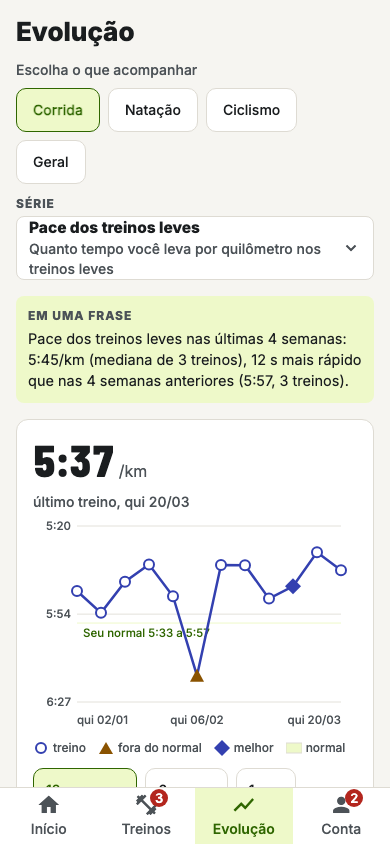 Evolução
Escolha o que acompanhar
Corrida
Natação
Ciclismo
Geral
SÉRIE
Pace dos treinos leves
Quanto tempo você leva por quilômetro nos
treinos leves
EM UMA FRASE
Pace dos treinos leves nas últimas 4 semanas:
5:45/km (mediana de 3 treinos), 12 s mais rápido
que nas 4 semanas anteriores (5:57, 3 treinos).
5:37 /km
último treino, qui 20/03
5:20
5:54
Seu normal 5:33 a 5:57
6:27
qui 02/01
qui 06/02
qui 20/03
treino
fora do normal
melhor
normal
3
2
Início
Treinos
Evolução
Conta